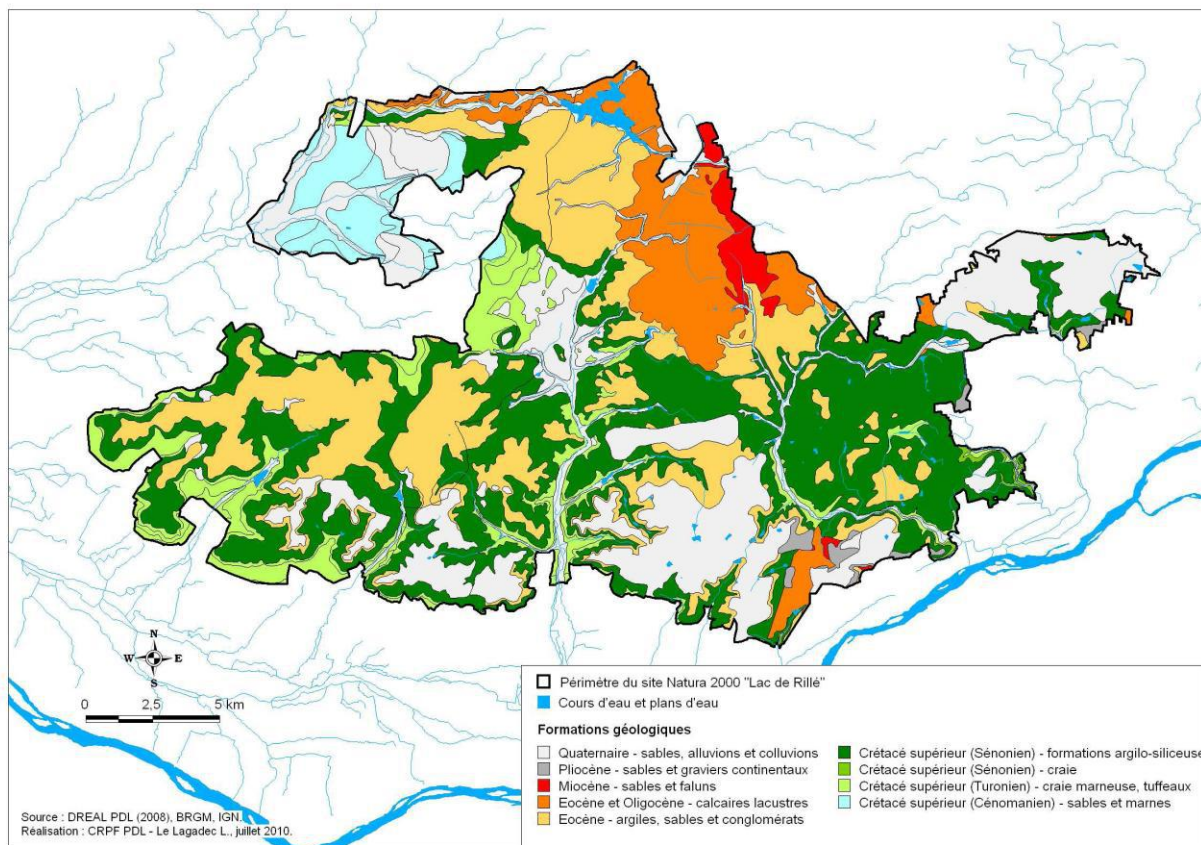 N
W E
S
0 2,5 5 km
Source : DREAL PDL (2008), BRGM, IGN.
Réalisation : CRPF PDL - Le Lagadec L., juillet 2010.
Périmètre du site Natura 2000 "Lac de Rillé"
Cours d'eau et plans d'eau
Formations géologiques
Quaternaire - sables, alluvions et colluvions
Pliocène - sables et graviers continentaux
Miocène - sables et faluns
Eocène et Oligocène - calcaires lacustres
Eocène - argiles, sables et conglomérats
Crétacé supérieur (Sénonien) - formations argilo-siliceuse
Crétacé supérieur (Sénonien) - craie
Crétacé supérieur (Turonien) - craie marneuse, tuffeaux
Crétacé supérieur (Cénomanien) - sables et marnes